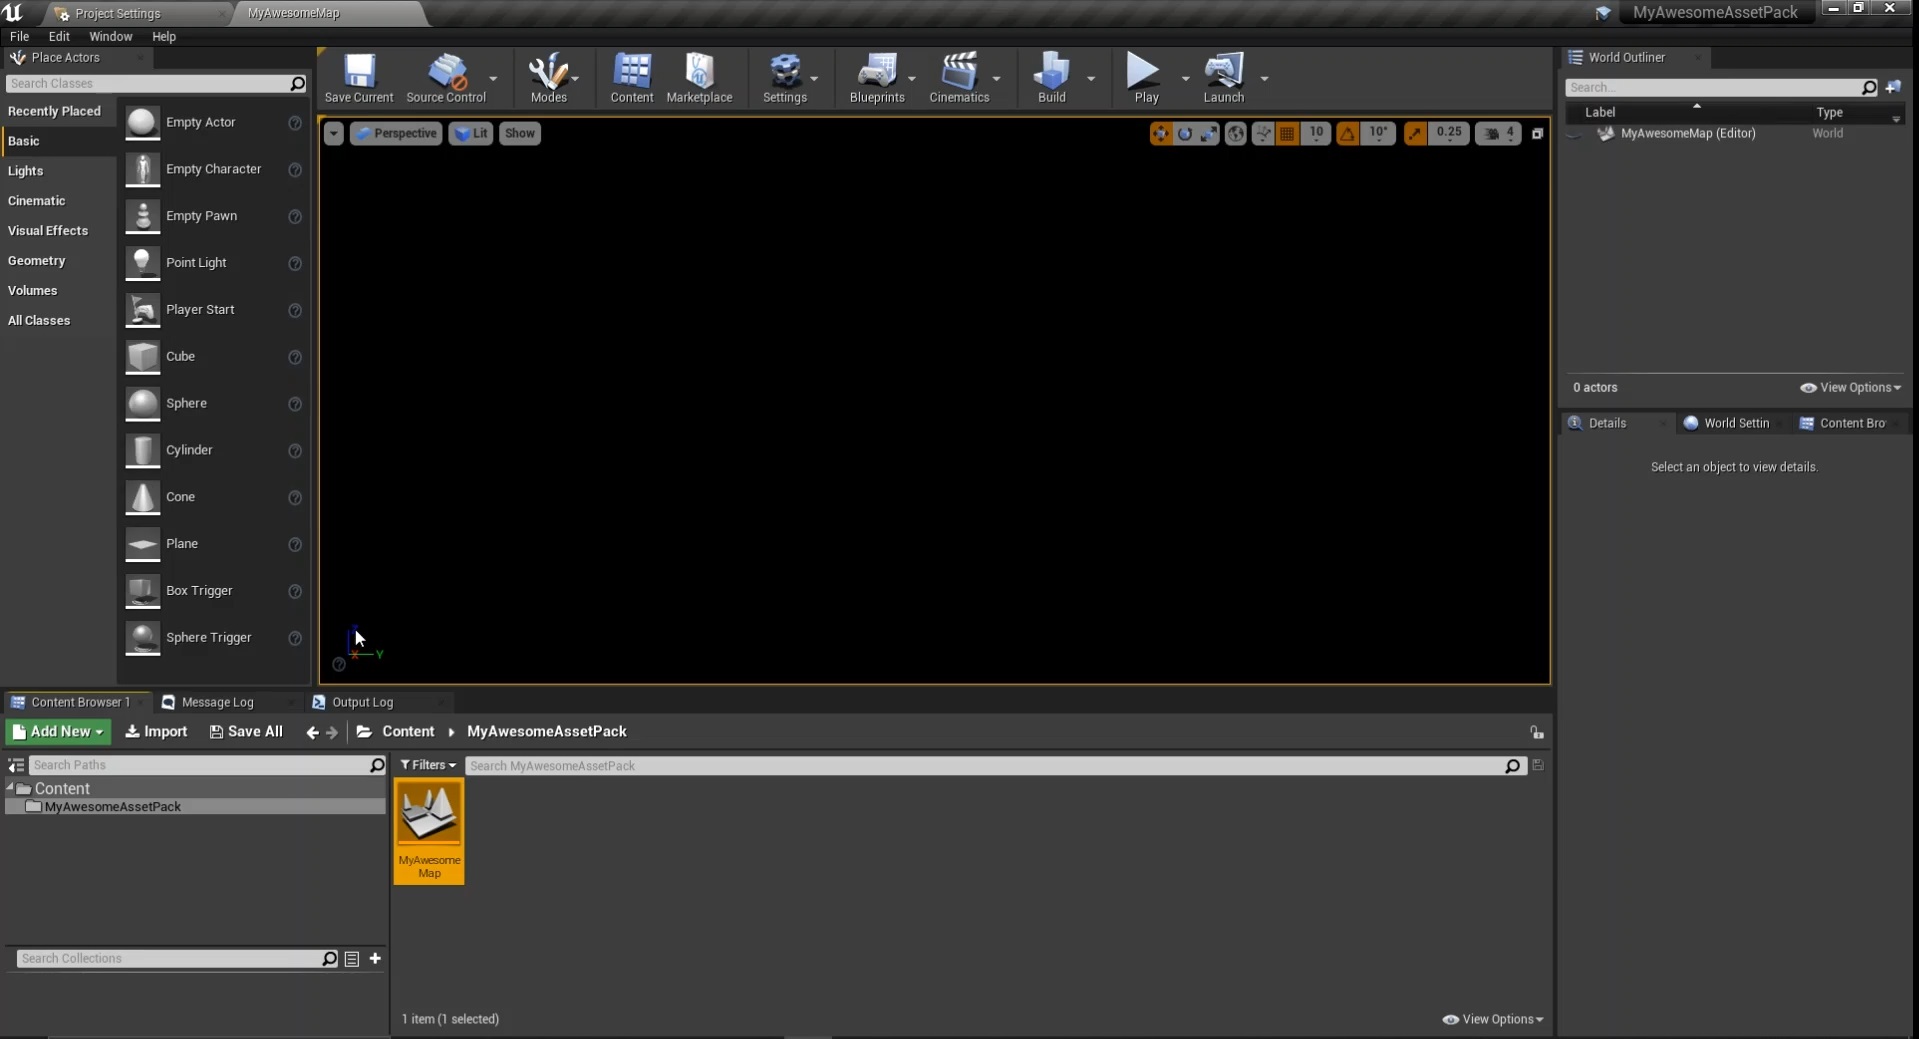 Project Settings
MyAwesomeMap
MyAwesomeAssetPack
File Edit Window Help
Place Actors
Search Classes
Recently Placed
Basic
Lights
Cinematic
Visual Effects
Geometry
Volumes
All Classes
Empty Actor
Empty Character
Empty Pawn
Point Light
Player Start
Cube
Sphere
Cylinder
Cone
Plane
Box Trigger
Sphere Trigger
Save Current
Source Control
Modes
Content
Marketplace
Settings
Blueprints
Cinematics
Build
Play
Launch
Perspective
Lit
Show
10
10°
0.25
4
X
Y
World Outliner
Search...
Label
Type
MyAwesomeMap (Editor)
World
0 actors
View Options
Details
World Settin
Content Bro
Select an object to view details.
Content Browser 1
Message Log
Output Log
Add New
Import
Save All
Content
MyAwesomeAssetPack
Search Paths
Content
MyAwesomeAssetPack
Search Collections
Filters
Search MyAwesomeAssetPack
MyAwesome
Map
1 item (1 selected)
View Options